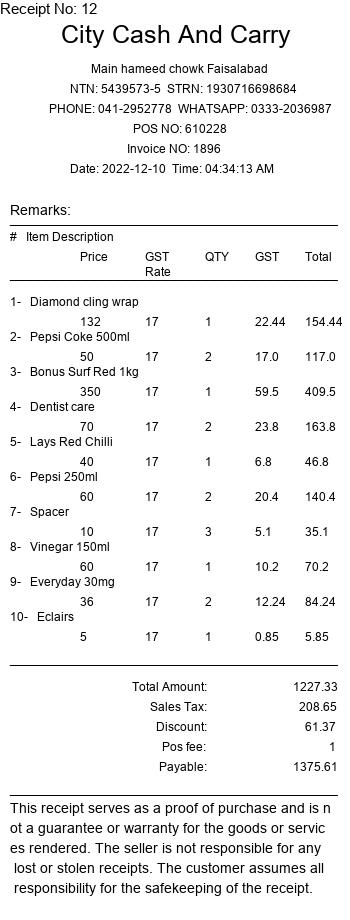 Receipt No: 12
City Cash And Carry
Main hameed chowk Faisalabad
NTN: 5439573-5 STRN: 1930716698684
PHONE: 041-2952778 WHATSAPP: 0333-2036987
POS NO: 610228
Invoice NO: 1896
Date: 2022-12-10 Time: 04:34:13 AM
Remarks:
# Item Description
Price GST Rate QTY GST Total
1- Diamond cling wrap
132 17 1 22.44 154.44
2- Pepsi Coke 500ml
50 17 2 17.0 117.0
3- Bonus Surf Red 1kg
350 17 1 59.5 409.5
4- Dentist care
70 17 2 23.8 163.8
5- Lays Red Chilli
40 17 1 6.8 46.8
6- Pepsi 250ml
60 17 2 20.4 140.4
7- Spacer
10 17 3 5.1 35.1
8- Vinegar 150ml
60 17 1 10.2 70.2
9- Everyday 30mg
36 17 2 12.24 84.24
10- Eclairs
5 17 1 0.85 5.85
Total Amount: 1227.33
Sales Tax: 208.65
Discount: 61.37
Pos fee: 1
Payable: 1375.61
This receipt serves as a proof of purchase and is n
ot a guarantee or warranty for the goods or servic
es rendered. The seller is not responsible for any
lost or stolen receipts. The customer assumes all
responsibility for the safekeeping of the receipt.